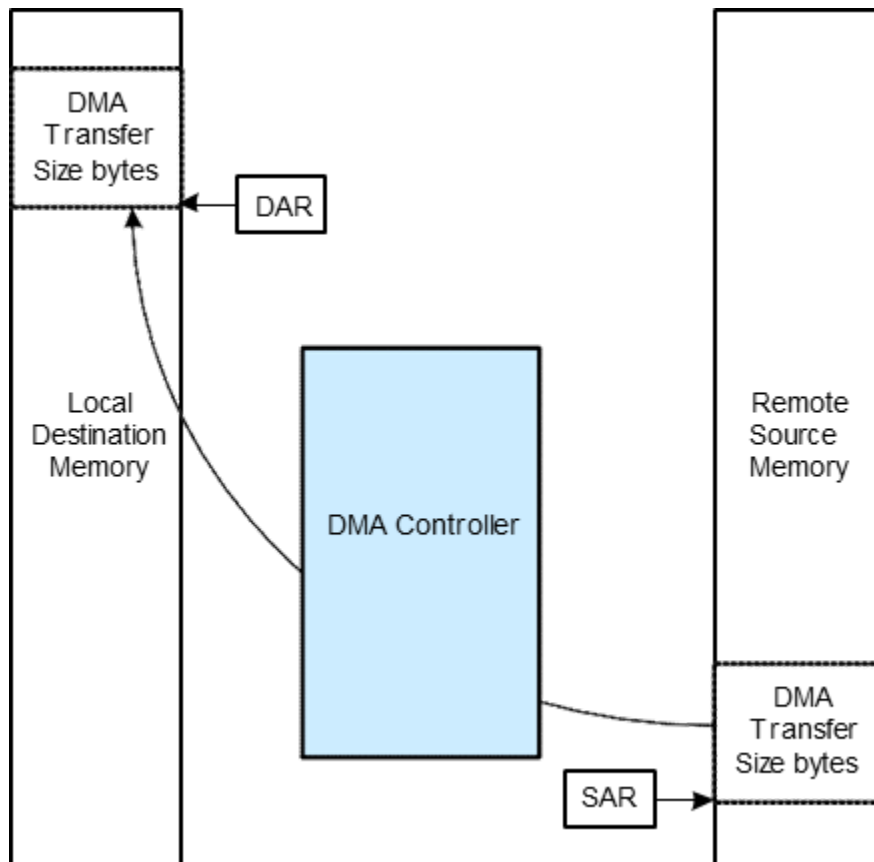 DMA
Transfer
Size bytes
DAR
Local
Destination
Memory
DMA Controller
Remote
Source
Memory
DMA
Transfer
Size bytes
SAR